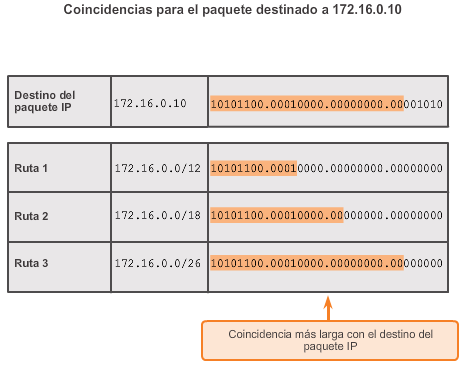 Coincidencias para el paquete destinado a 172.16.0.10
Destino del
paquete IP
172.16.0.10
10101100.00010000.00000000.00001010
Ruta 1
172.16.0.0/12
10101100.00010000.00000000.00000000
Ruta 2
172.16.0.0/18
10101100.00010000.00000000.00000000
Ruta 3
172.16.0.0/26
10101100.00010000.00000000.00000000
Coincidencia más larga con el destino del
paquete IP